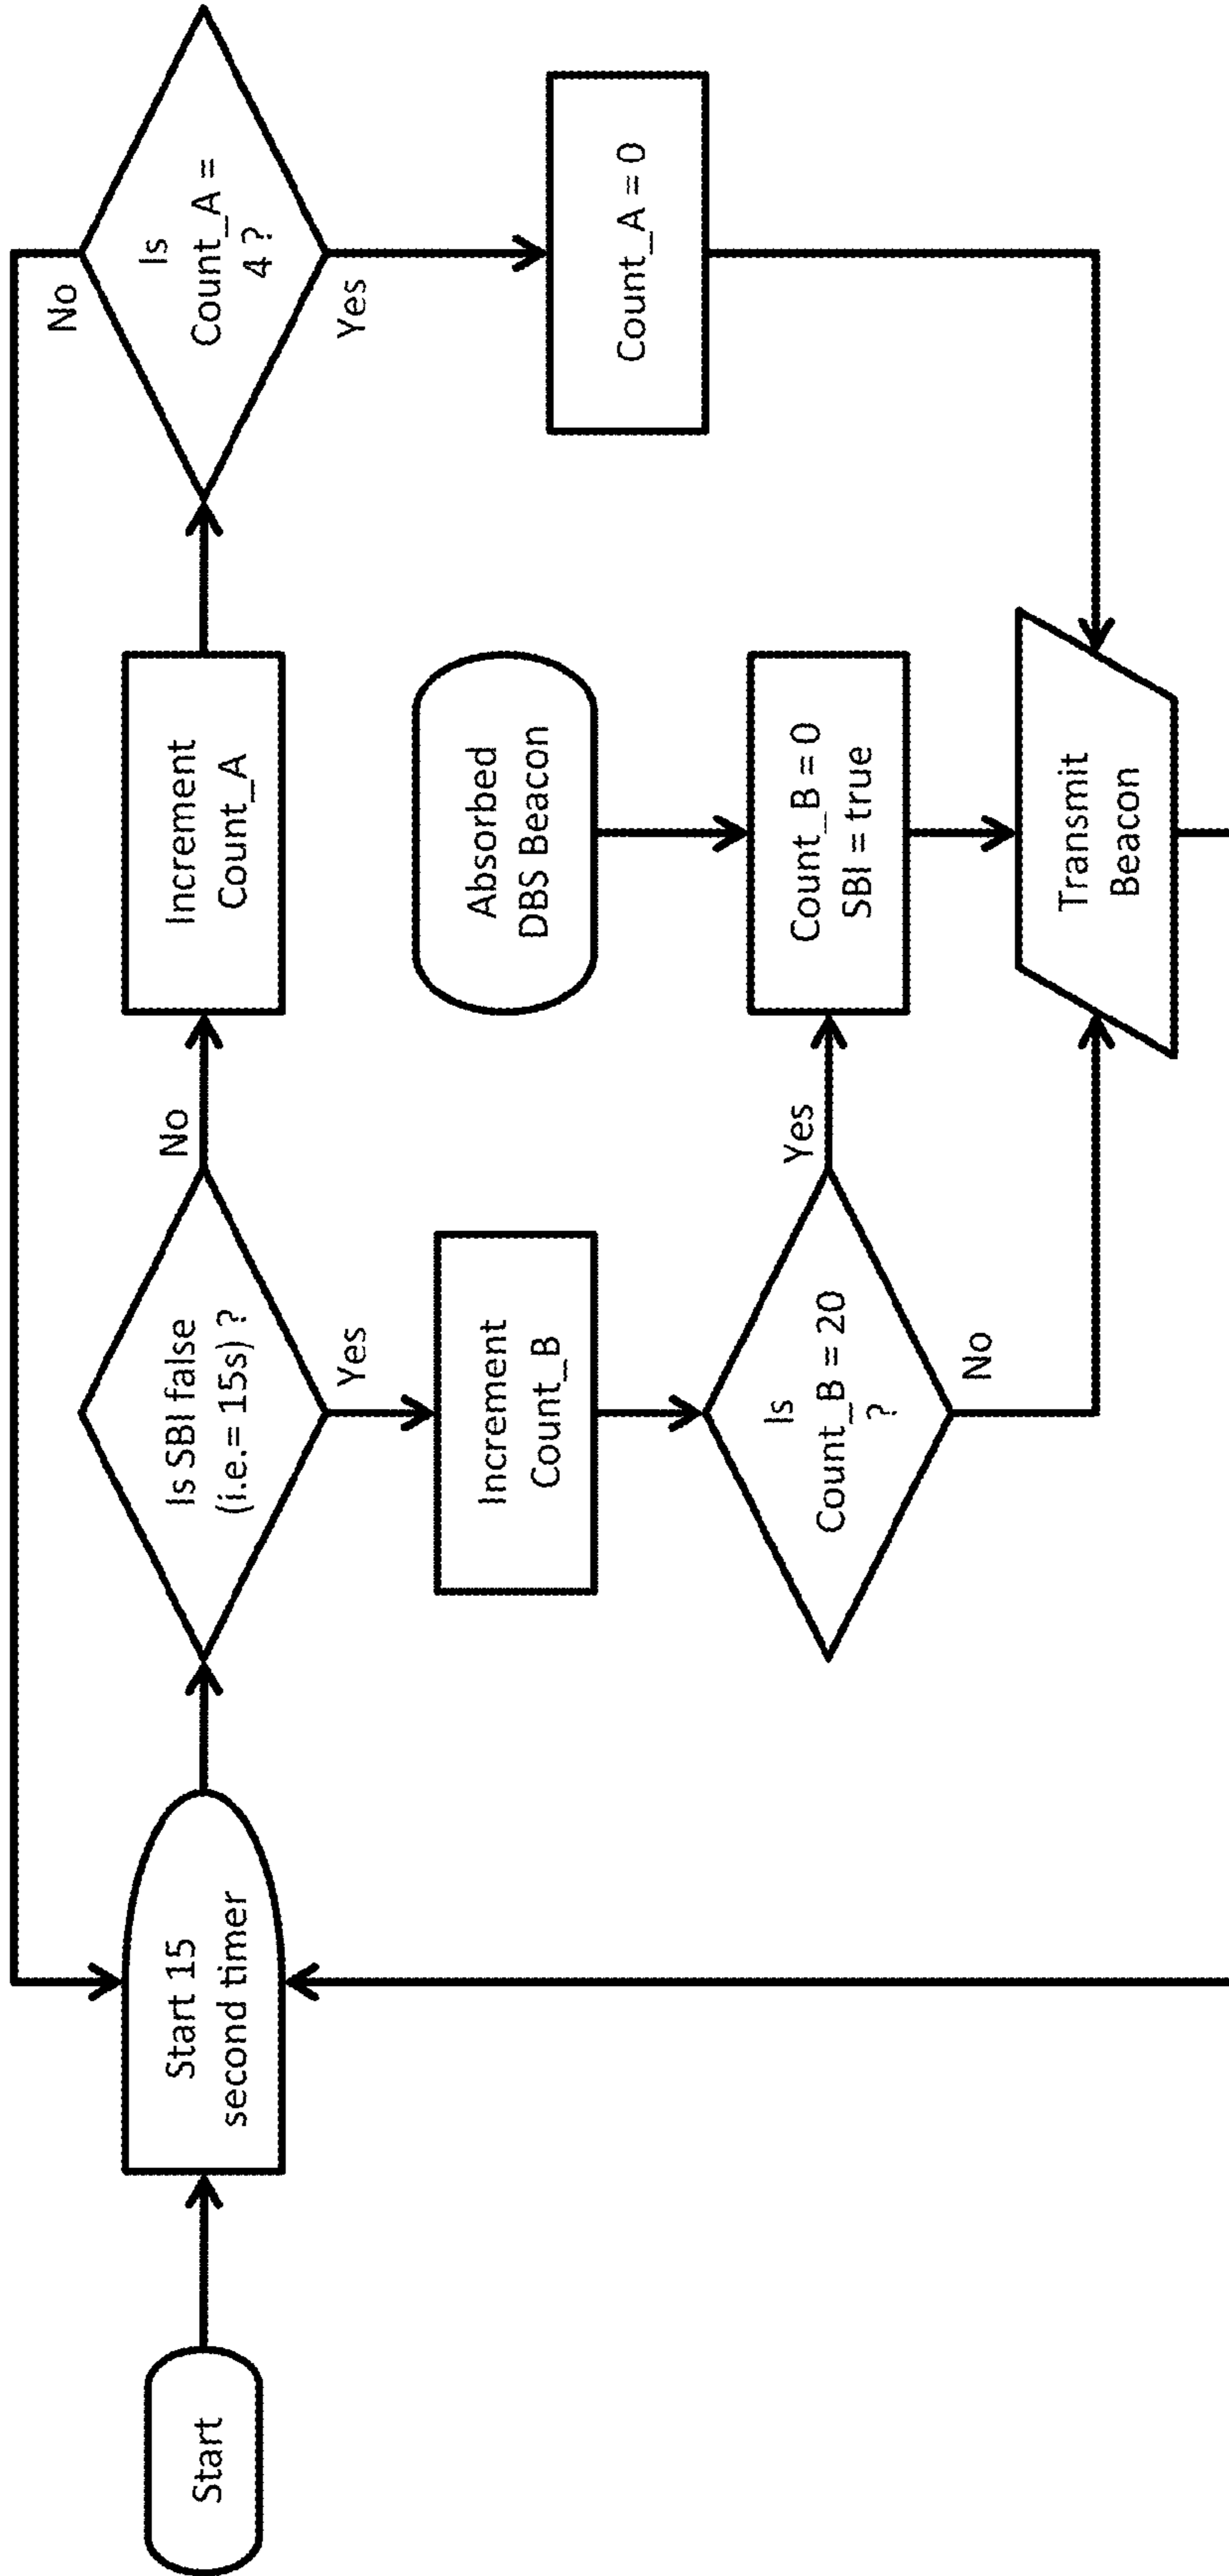 Start
Start 15
second timer
Is SBI false
(i.e.= 15s) ?
No
Yes
Increment
Count_A
Is
Count_A =
4 ?
No
Yes
Increment
Count_B
Absorbed
DBS Beacon
Count_A = 0
Is
Count_B = 20
?
Yes
No
Count_B = 0
SBI = true
Transmit
Beacon